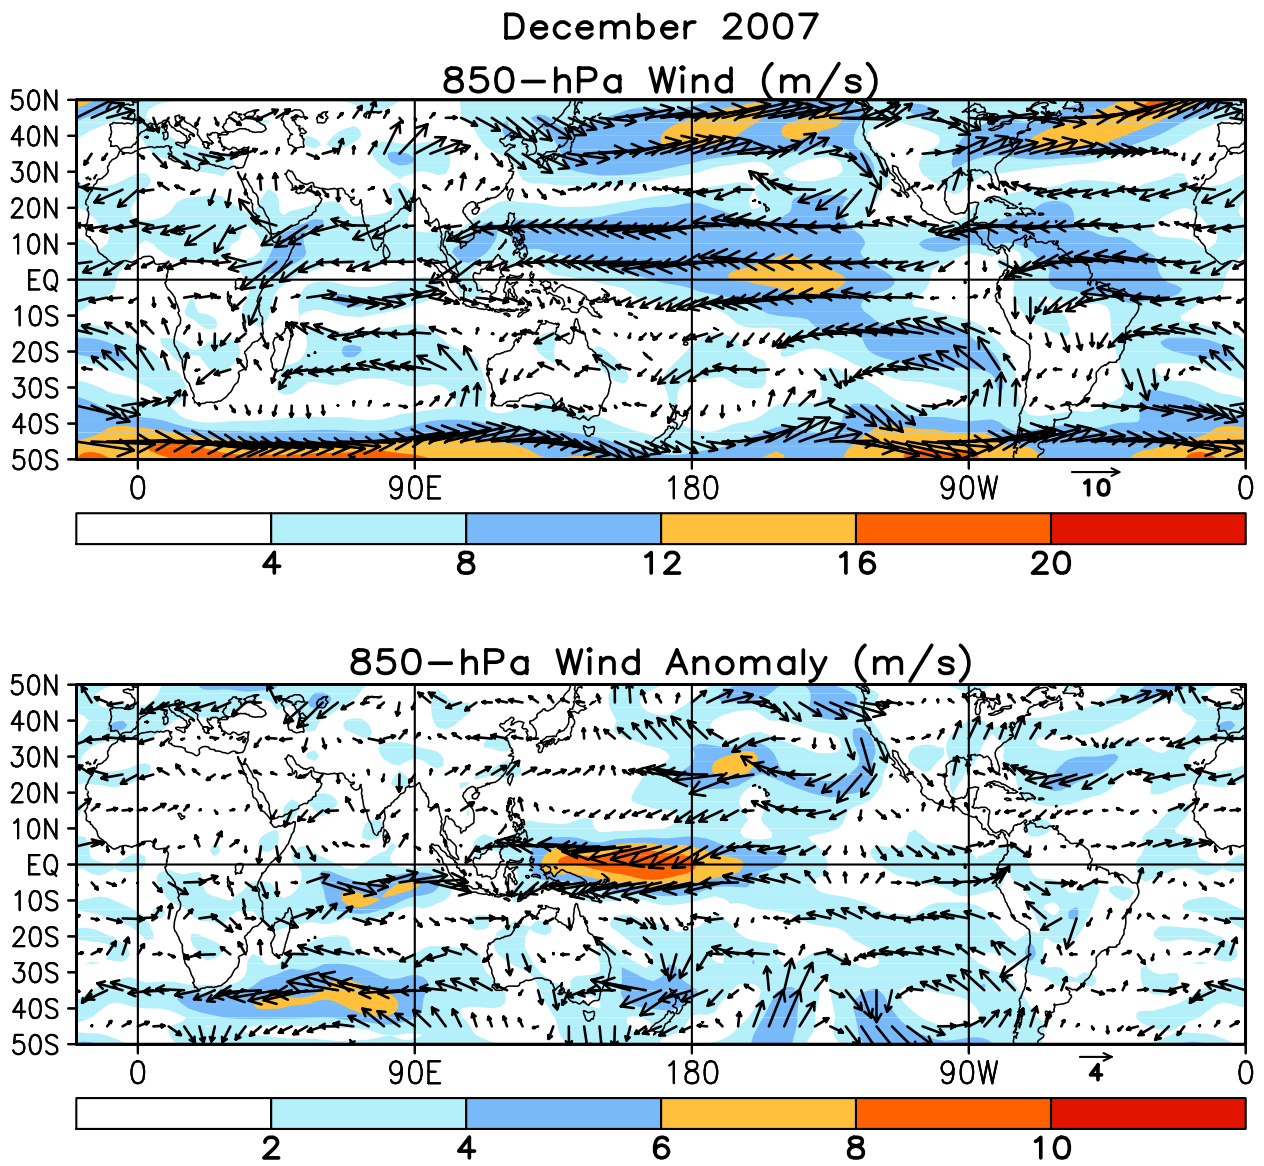 December 2007
850-hPa Wind (m/s)
50N
40N
30N
20N
10N
EQ
10S
20S
30S
40S
50S
0 90E 180 90W 0
10
4 8 12 16 20
850-hPa Wind Anomaly (m/s)
50N
40N
30N
20N
10N
EQ
10S
20S
30S
40S
50S
0 90E 180 90W 0
4
2 4 6 8 10